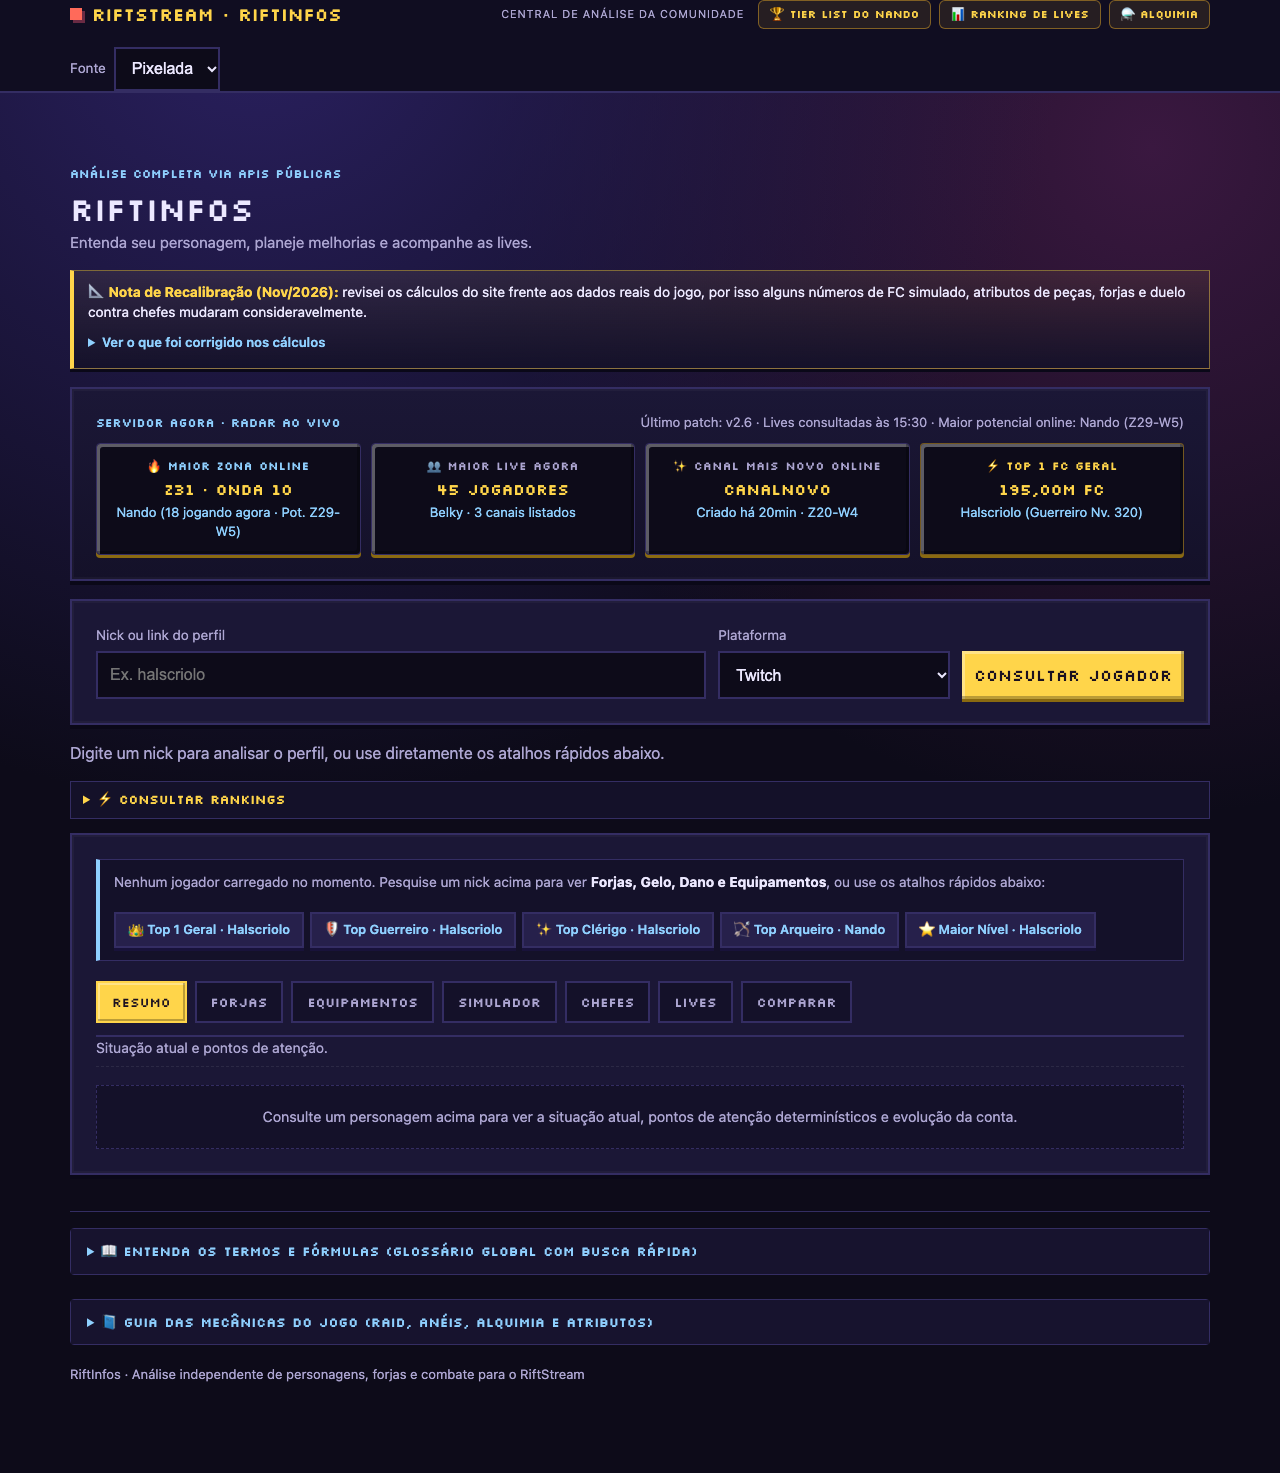 RIFTSTREAM · RIFTINFOS
CENTRAL DE ANÁLISE DA COMUNIDADE
🏆 TIER LIST DO NANDO
📊 RANKING DE LIVES
⚗️ ALQUIMIA
Fonte
Pixelada
ANÁLISE COMPLETA VIA APIS PÚBLICAS
RIFTINFOS
Entenda seu personagem, planeje melhorias e acompanhe as lives.
📐 Nota de Recalibração (Nov/2026): revisei os cálculos do site frente aos dados reais do jogo, por isso alguns números de FC simulado, atributos de peças, forjas e duelo
contra chefes mudaram consideravelmente.
▶ Ver o que foi corrigido nos cálculos
SERVIDOR AGORA · RADAR AO VIVO
Último patch: v2.6 · Lives consultadas às 15:30 · Maior potencial online: Nando (Z29-W5)
🔥 MAIOR ZONA ONLINE
Z31 · ONDA 10
Nando (18 jogando agora · Pot. Z29-
W5)
👥 MAIOR LIVE AGORA
45 JOGADORES
Belky · 3 canais listados
✨ CANAL MAIS NOVO ONLINE
CANALNOVO
Criado há 20min · Z20-W4
⚡ TOP 1 FC GERAL
195,00M FC
Halscriolo (Guerreiro Nv. 320)
Nick ou link do perfil
Ex. halscriolo
Plataforma
Twitch
CONSULTAR JOGADOR
Digite um nick para analisar o perfil, ou use diretamente os atalhos rápidos abaixo.
▶ ⚡ CONSULTAR RANKINGS
Nenhum jogador carregado no momento. Pesquise um nick acima para ver Forjas, Gelo, Dano e Equipamentos, ou use os atalhos rápidos abaixo:
👑 Top 1 Geral · Halscriolo
🛡️ Top Guerreiro · Halscriolo
✨ Top Clérigo · Halscriolo
🏹 Top Arqueiro · Nando
⭐ Maior Nível · Halscriolo
RESUMO
FORJAS
EQUIPAMENTOS
SIMULADOR
CHEFES
LIVES
COMPARAR
Situação atual e pontos de atenção.
Consulte um personagem acima para ver a situação atual, pontos de atenção determinísticos e evolução da conta.
▶ 📖 ENTENDA OS TERMOS E FÓRMULAS (GLOSSÁRIO GLOBAL COM BUSCA RÁPIDA)
▶ 📘 GUIA DAS MECÂNICAS DO JOGO (RAID, ANÉIS, ALQUIMIA E ATRIBUTOS)
RiftInfos · Análise independente de personagens, forjas e combate para o RiftStream